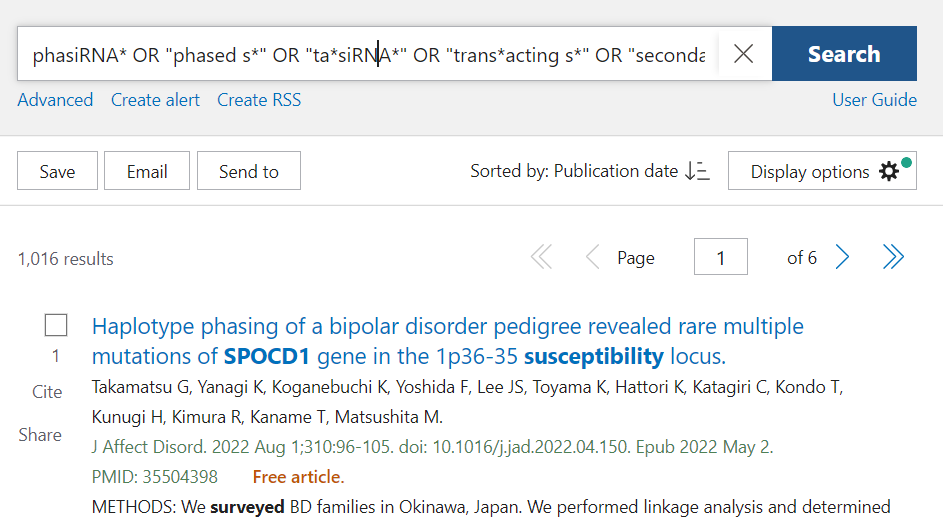 phasiRNA* OR "phased s*" OR "ta*siRNA*" OR "trans*acting s*" OR "seconda
Search
Advanced Create alert Create RSS User Guide
Save Email Send to Sorted by: Publication date Display options
1,016 results Page 1 of 6
Haplotype phasing of a bipolar disorder pedigree revealed rare multiple
mutations of SPOCD1 gene in the 1p36-35 susceptibility locus.
1
Takamatsu G, Yanagi K, Koganebuchi K, Yoshida F, Lee JS, Toyama K, Hattori K, Katagiri C, Kondo T,
Cite
Kunugi H, Kimura R, Kaname T, Matsushita M.
Share
J Affect Disord. 2022 Aug 1;310:96-105. doi: 10.1016/j.jad.2022.04.150. Epub 2022 May 2.
PMID: 35504398 Free article.
METHODS: We surveyed BD families in Okinawa, Japan. We performed linkage analysis and determined